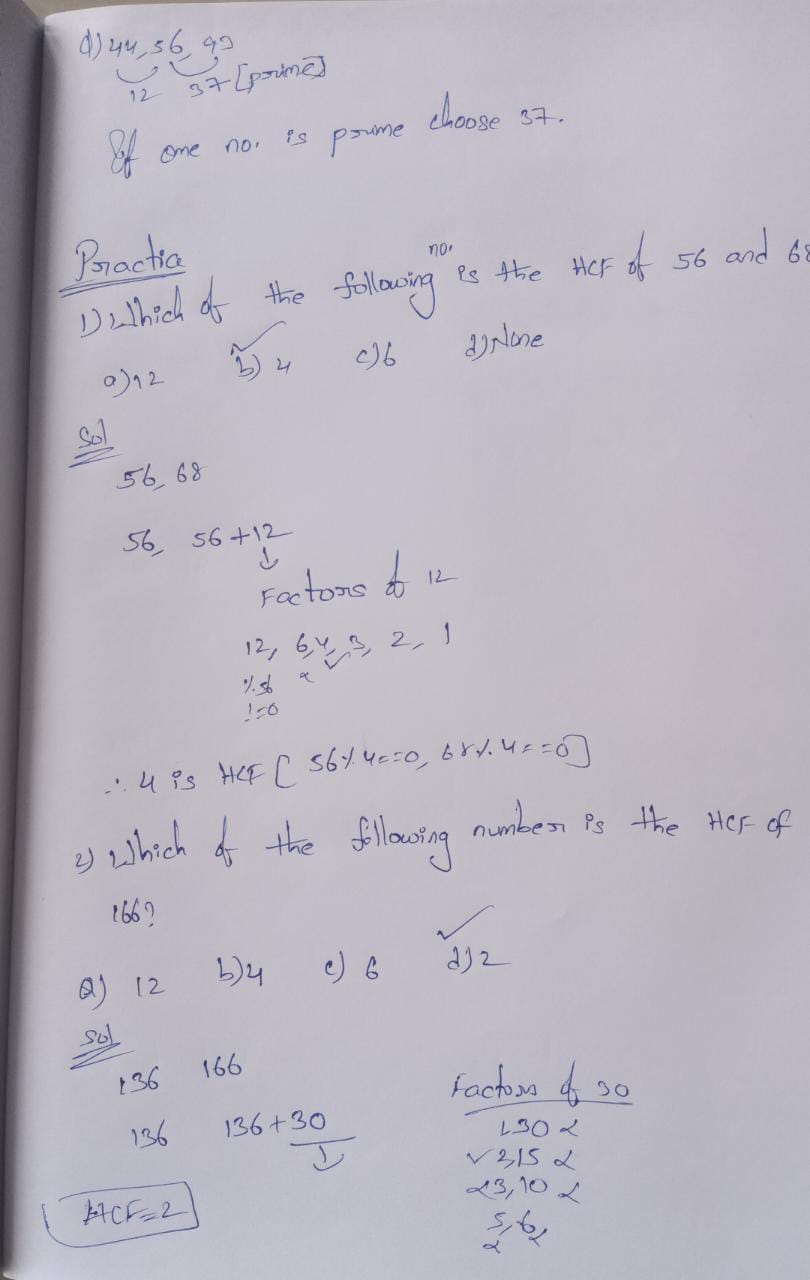 d) 44, 56, 93
12 37 [prime]
If one no. is prime choose 37.
Practice
1) Which of the following no. is the HCF of 56 and 68
a) 12 b) 4 c) 6 d) None
Sol
56, 68
56, 56 + 12
Factors of 12
12, 6, 4, 3, 2, 1
% 56
!=0
∴ 4 is HCF [ 56 % 4 == 0, 68 % 4 == 0 ]
2) Which of the following number is the HCF of
166?
a) 12 b) 4 c) 6 d) 2
Sol
136 166
136 136 + 30
HCF = 2
Factors of 30
1, 30
2, 15
3, 10
5, 6